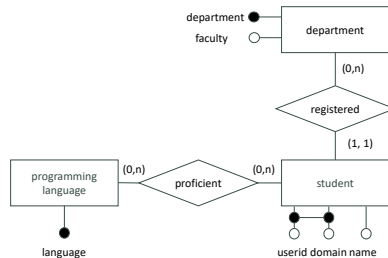 department
faculty
department
(0,n)
registered
(1, 1)
programming
language
(0,n)
proficient
(0,n)
student
language
userid domain name